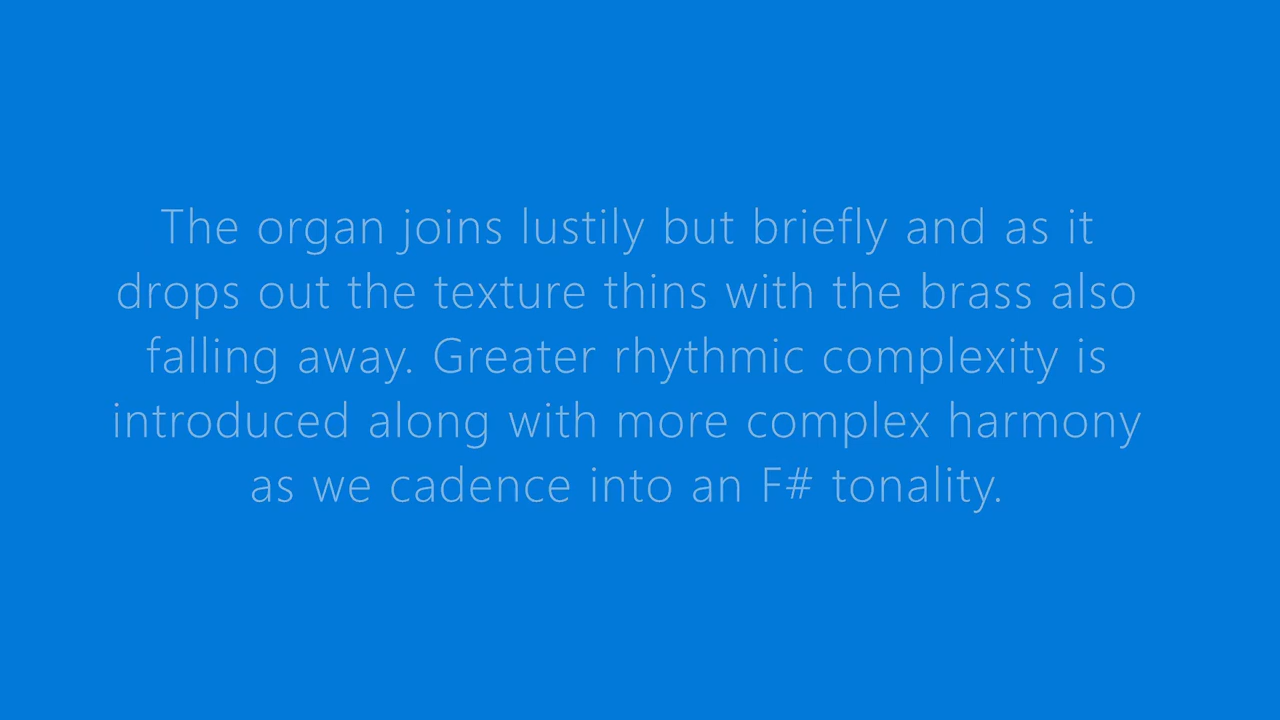 The organ joins lustily but briefly and as it
drops out the texture thins with the brass also
falling away. Greater rhythmic complexity is
introduced along with more complex harmony
as we cadence into an F# tonality.